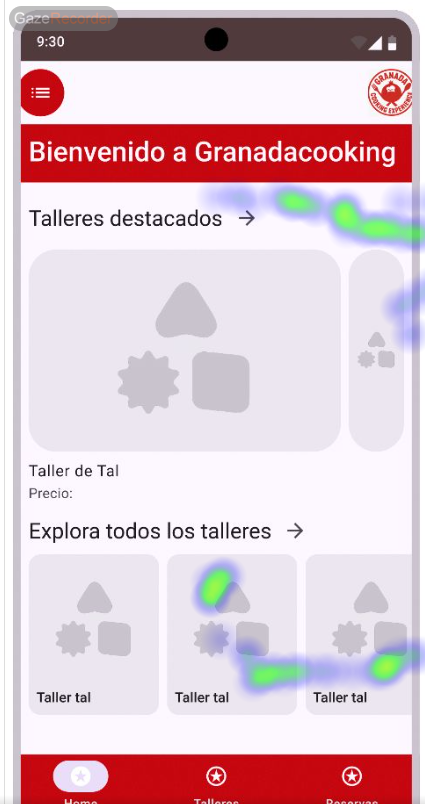 GazeRecorder
9:30
GRANADA
COOKING EXPERIENCE
Bienvenido a Granadacooking
Talleres destacados →
Taller de Tal
Precio:
Explora todos los talleres →
Taller tal Taller tal Taller tal
Home Talleres Reservas